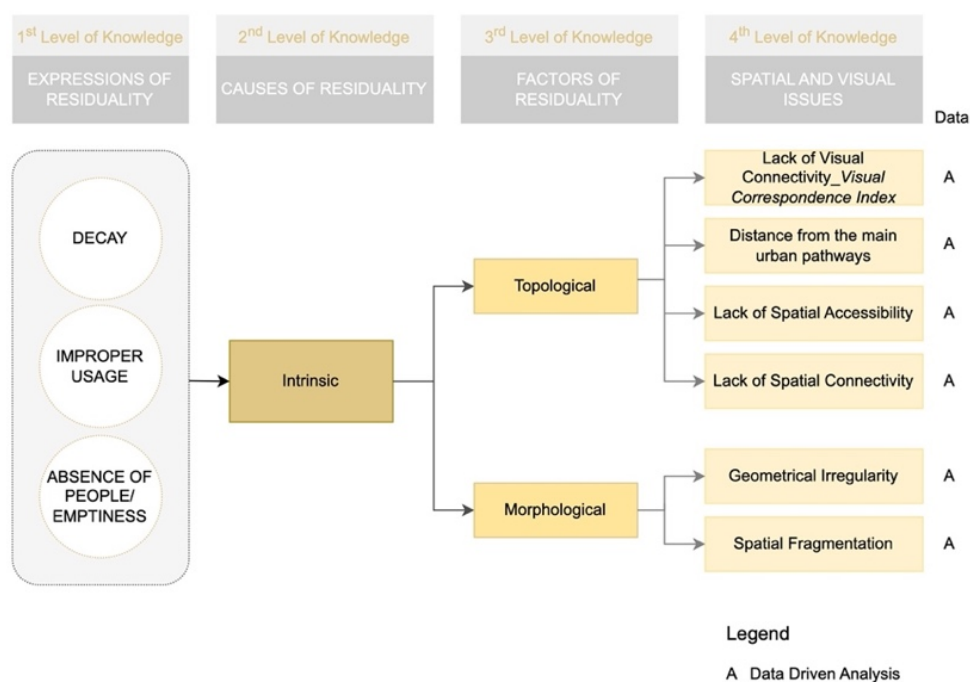 1st Level of Knowledge
EXPRESSIONS OF
RESIDUALITY
2nd Level of Knowledge
CAUSES OF RESIDUALITY
3rd Level of Knowledge
FACTORS OF
RESIDUALITY
4th Level of Knowledge
SPATIAL AND VISUAL
ISSUES
Data
DECAY
IMPROPER
USAGE
ABSENCE OF
PEOPLE/
EMPTINESS
Intrinsic
Topological
Morphological
Lack of Visual
Connectivity_Visual
Correspondence Index
A
Distance from the main
urban pathways
A
Lack of Spatial Accessibility
A
Lack of Spatial Connectivity
A
Geometrical Irregularity
A
Spatial Fragmentation
A
Legend
A Data Driven Analysis